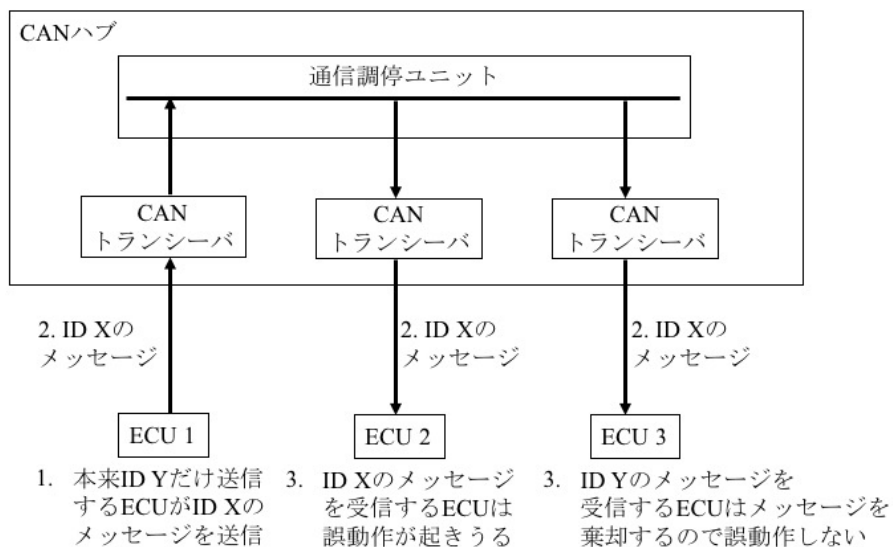 CANハブ
通信調停ユニット
CAN
トランシーバ
CAN
トランシーバ
CAN
トランシーバ
2. ID Xの
メッセージ
2. ID Xの
メッセージ
2. ID Xの
メッセージ
ECU 1
ECU 2
ECU 3
1. 本来ID Yだけ送信
するECUがID Xの
メッセージを送信
3. ID Xのメッセージ
を受信するECUは
誤動作が起きうる
3. ID Yのメッセージを
受信するECUはメッセージを
棄却するので誤動作しない